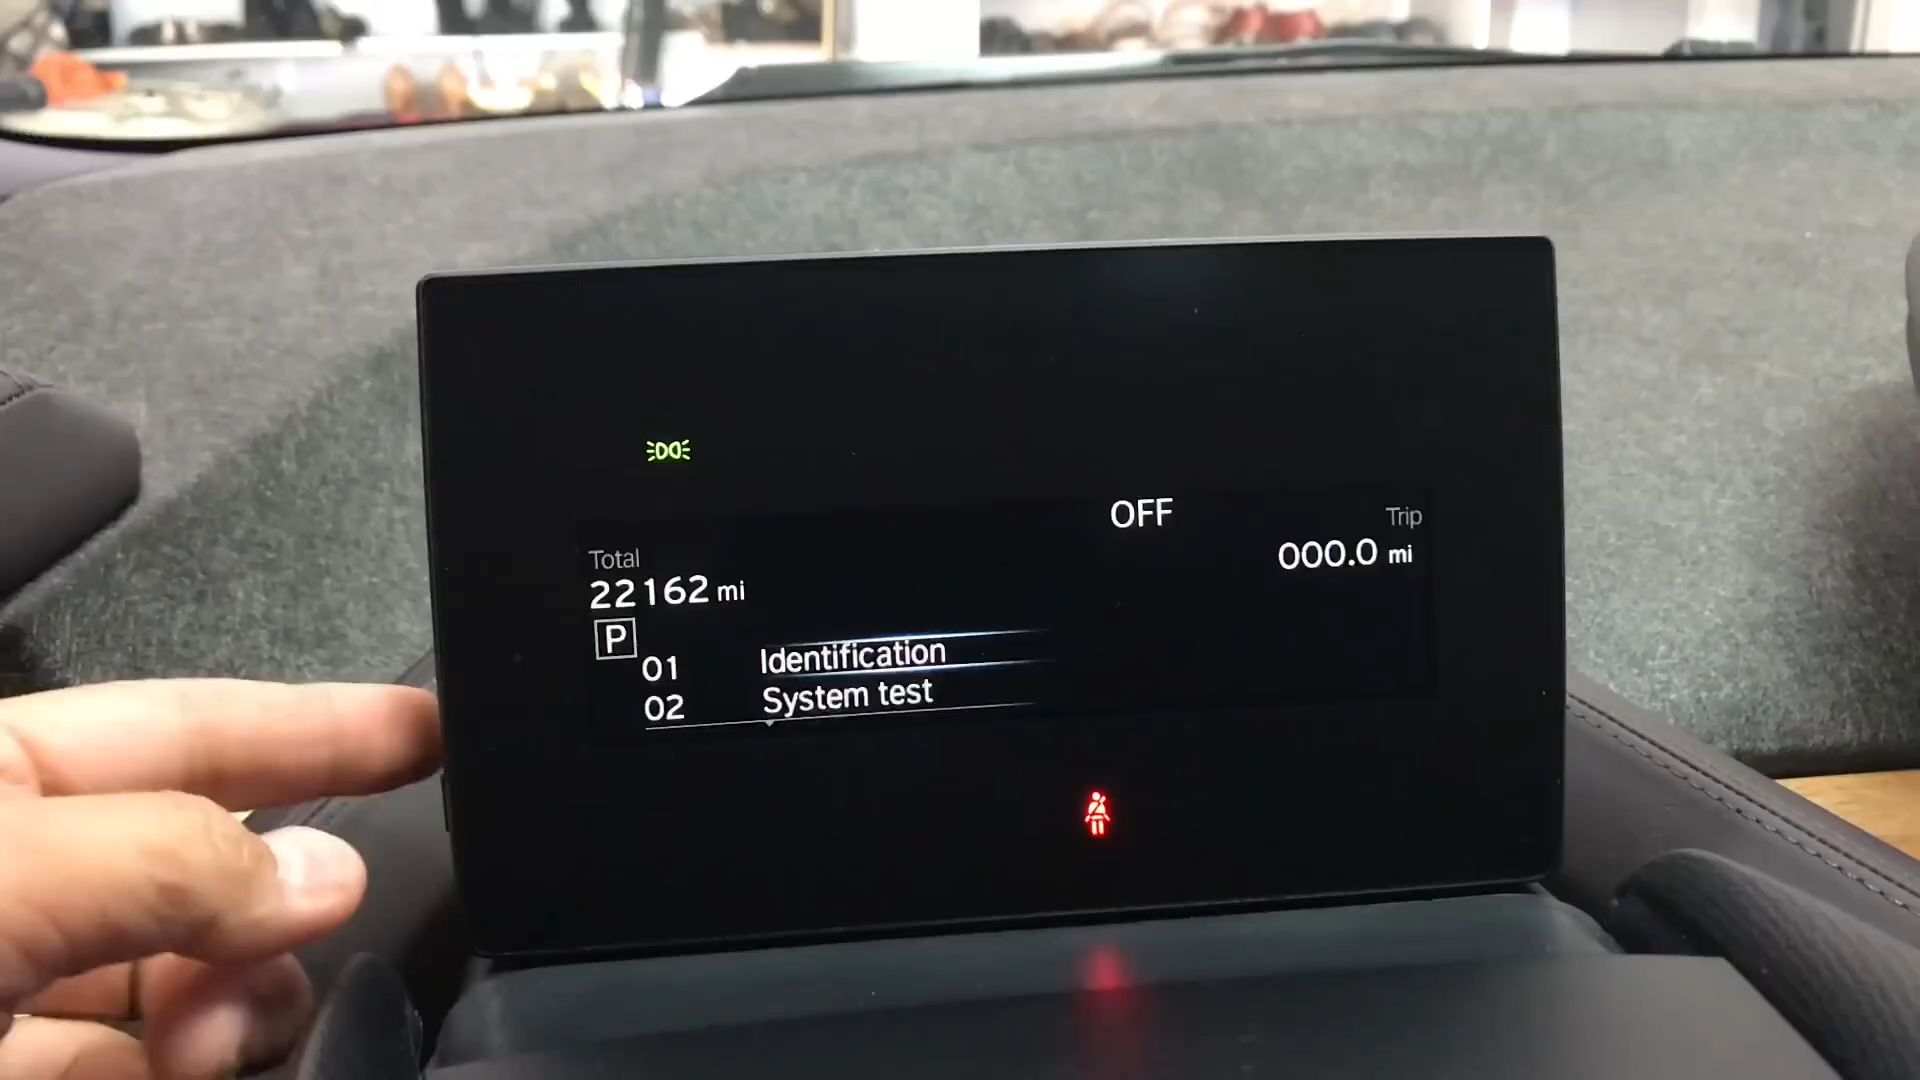 OFF
Trip
000.0 mi
Total
22162 mi
P
01 Identification
02 System test